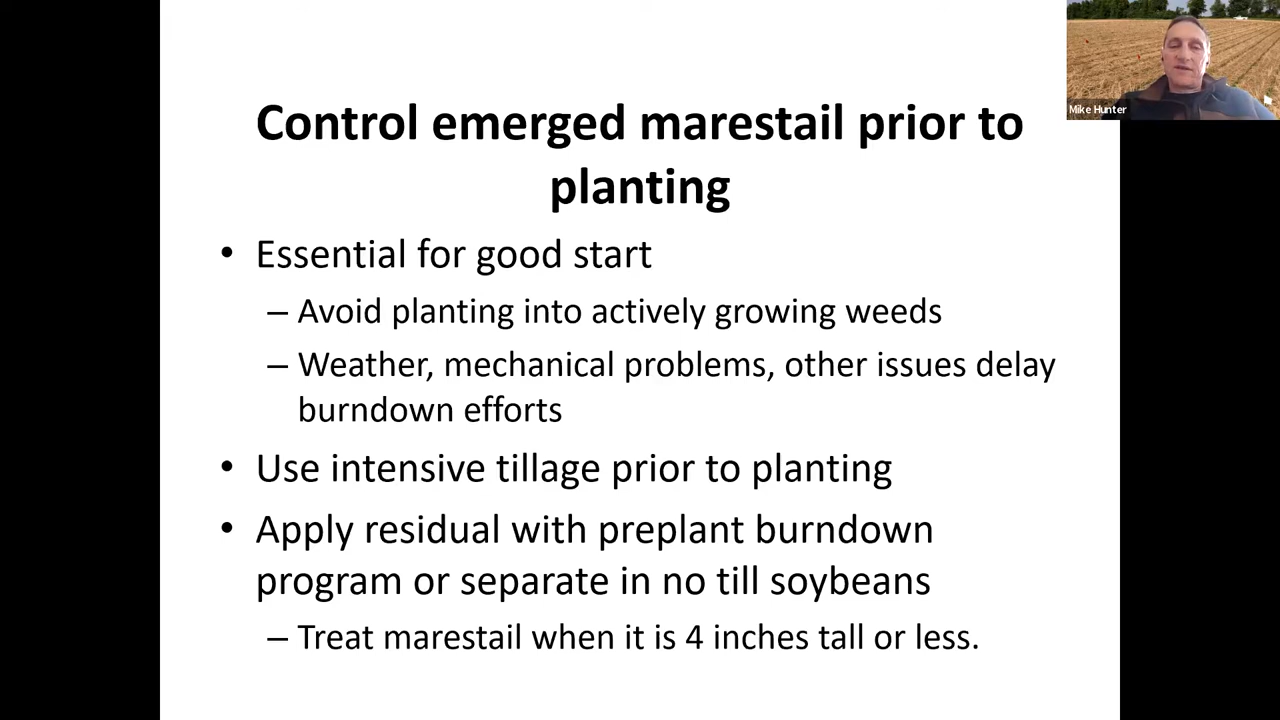 Control emerged marestail prior to
planting
• Essential for good start
– Avoid planting into actively growing weeds
– Weather, mechanical problems, other issues delay
burndown efforts
• Use intensive tillage prior to planting
• Apply residual with preplant burndown
program or separate in no till soybeans
– Treat marestail when it is 4 inches tall or less.
Mike Hunter